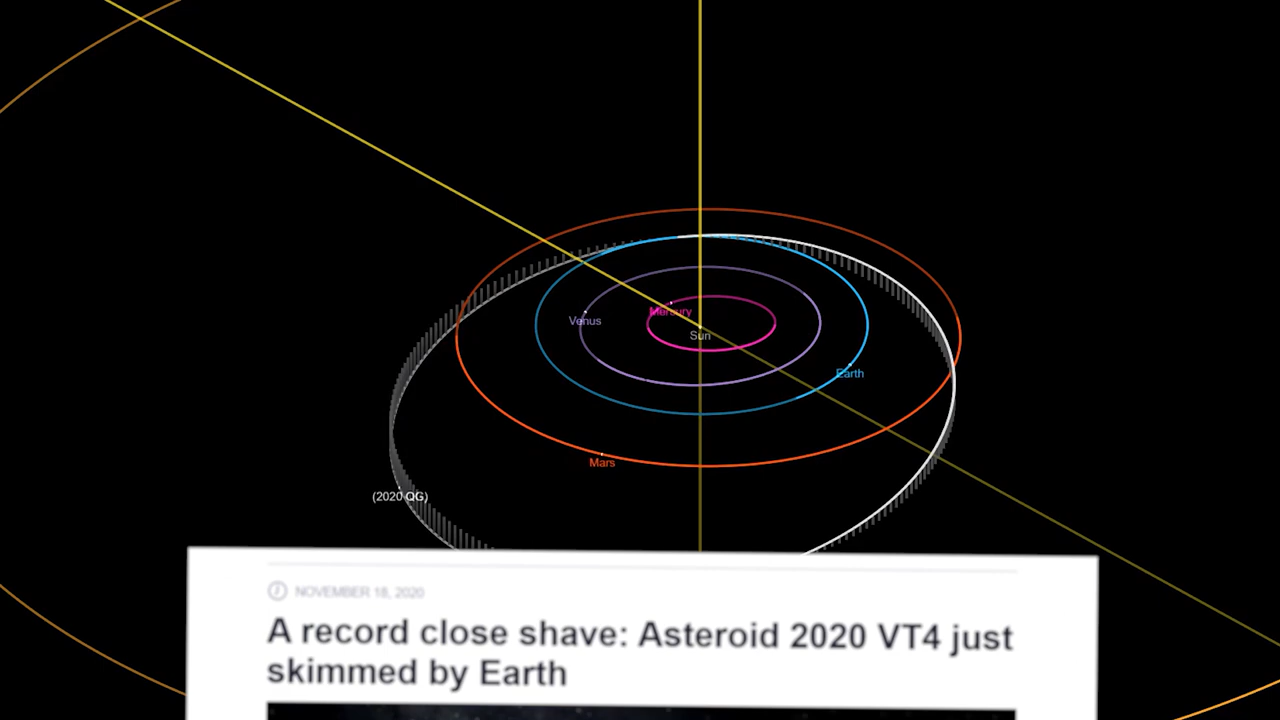 Mercury
Venus
Sun
Earth
Mars
(2020 QG)
NOVEMBER 18, 2020
A record close shave: Asteroid 2020 VT4 just
skimmed by Earth